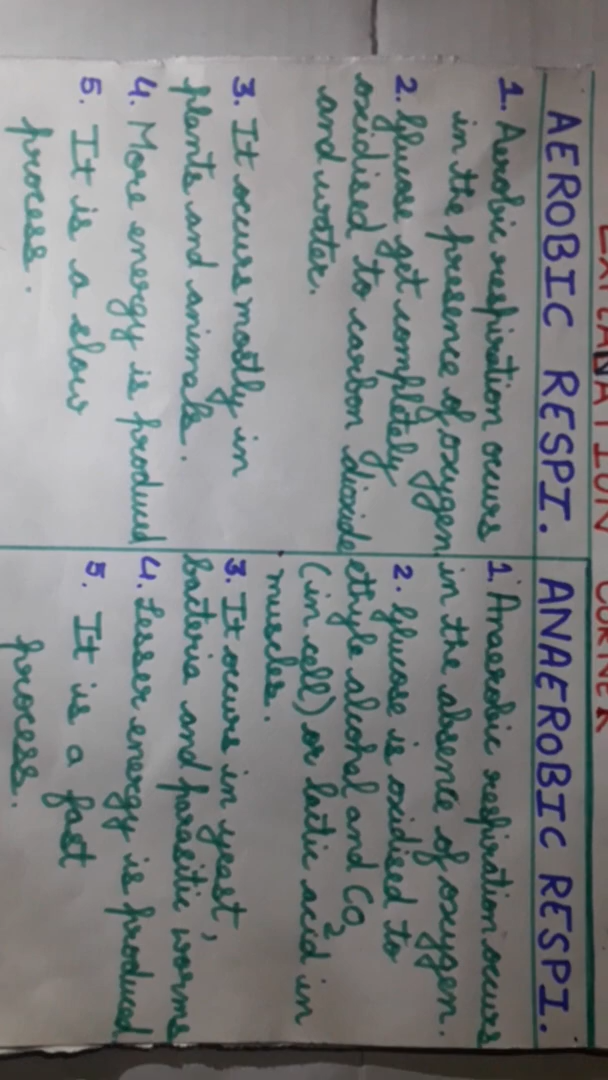 EXPLANATION CORNER
AEROBIC RESPI.
1. Aerobic respiration occurs
in the presence of oxygen
2. Glucose get completely
oxidised to carbon dioxide
and water.
3. It occurs mostly in
plants and animals.
4. More energy is produced
5. It is a slow
process.
ANAEROBIC RESPI.
1. Anaerobic respiration occurs
in the absence of oxygen.
2. Glucose is oxidised to
ethyle alcohol and CO2
(in cell) or laitic acid in
muscles.
3. It occurs in yeast,
bacteria and parasitic worms
4. Lesser energy is produced
5. It is a fast
process.